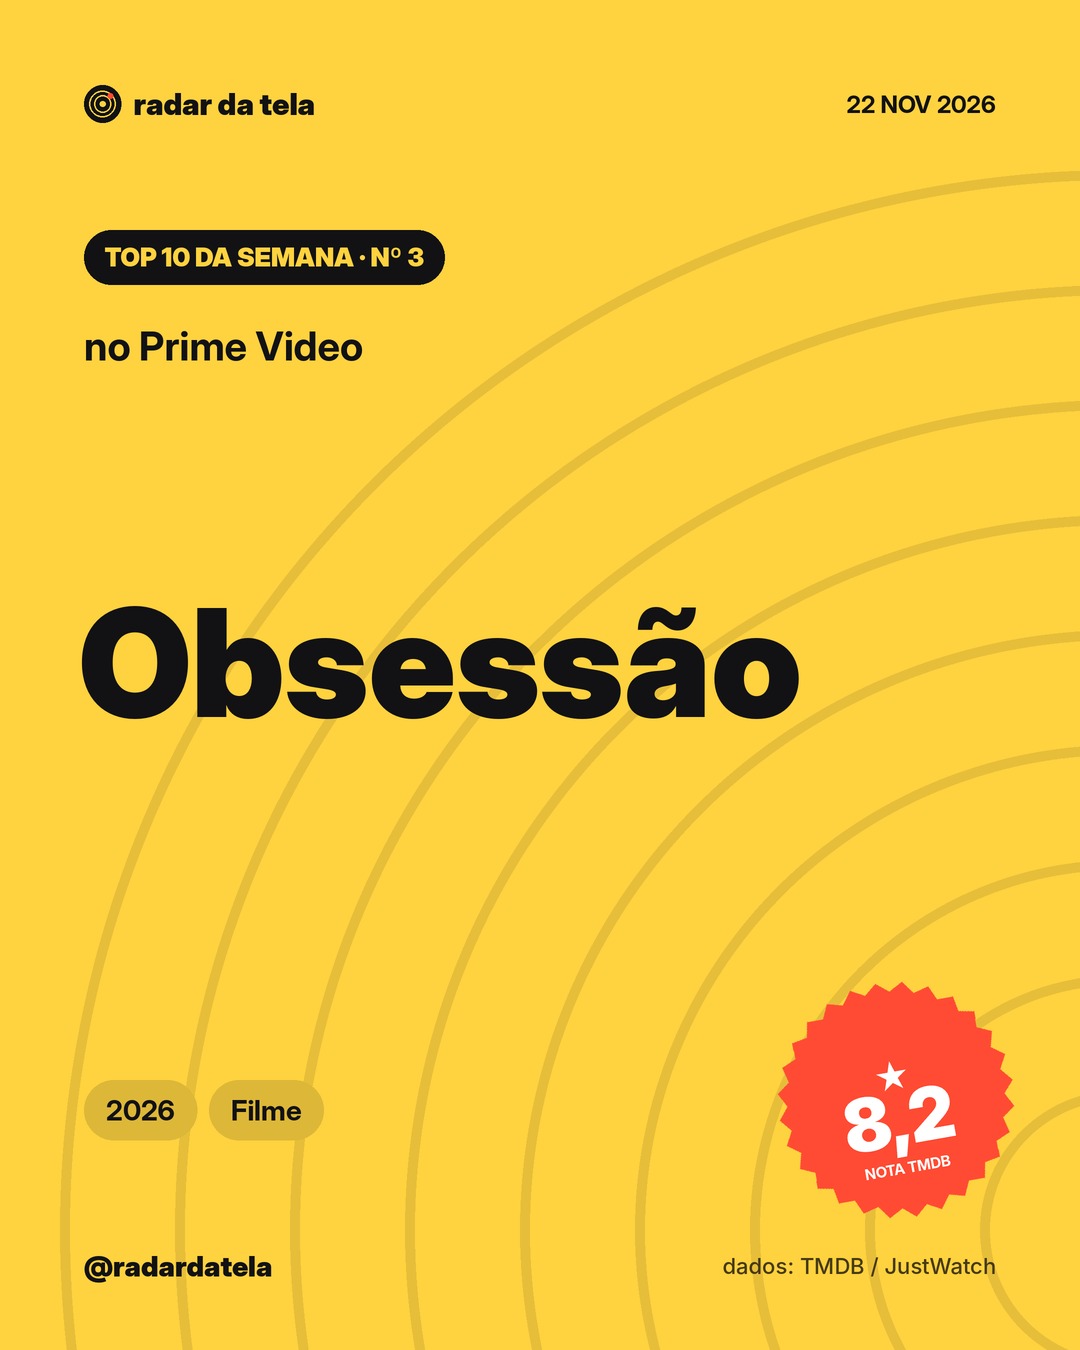 radar da tela
22 NOV 2026
TOP 10 DA SEMANA · Nº 3
no Prime Video
Obsessão
2026
Filme
★
8,2
NOTA TMDB
@radardatela
dados: TMDB / JustWatch